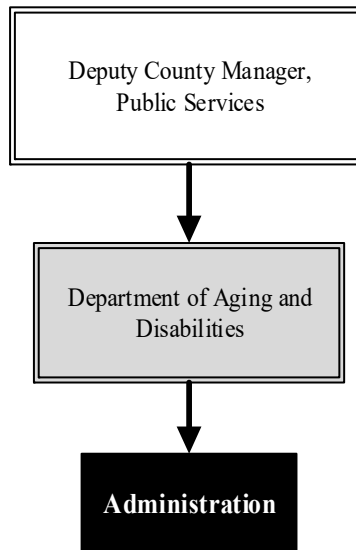 Deputy County Manager,
Public Services
Department of Aging and
Disabilities
Administration